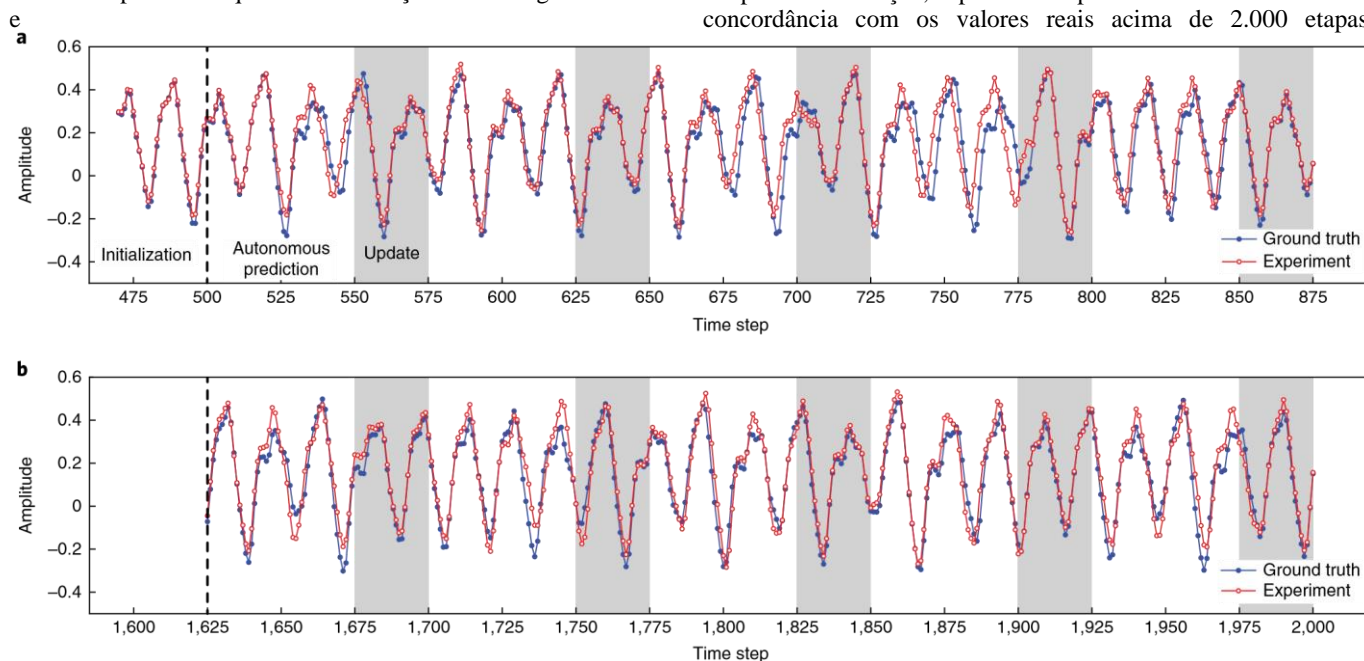 e
concordância com os valores reais acima de 2.000 etapas
a
0.6
0.4
0.2
0
–0.2
–0.4
Amplitude
Initialization
Autonomous
prediction
Update
Ground truth
Experiment
475 500 525 550 575 600 625 650 675 700 725 750 775 800 825 850 875
Time step
b
0.6
0.4
0.2
0
–0.2
–0.4
Amplitude
Ground truth
Experiment
1,600 1,625 1,650 1,675 1,700 1,725 1,750 1,775 1,800 1,825 1,850 1,875 1,900 1,925 1,950 1,975 2,000
Time step